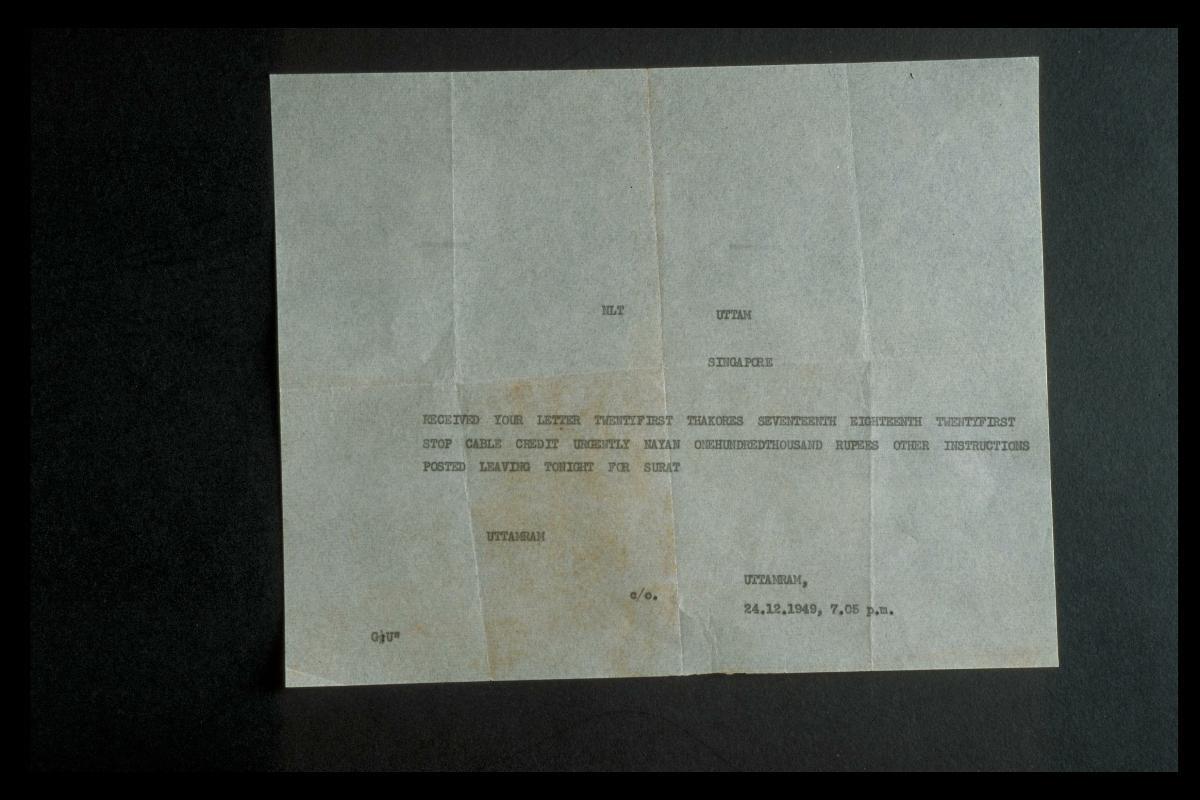 NLT UTTAM
SINGAPORE
RECEIVED YOUR LETTER TWENTYFIRST THAKORES SEVENTEENTH EIGHTEENTH TWENTYFIRST
STOP CABLE CREDIT URGENTLY NAYAN ONEHUNDREDTHOUSAND RUPEES OTHER INSTRUCTIONS
POSTED LEAVING TONIGHT FOR SURAT
UTTAMRAM
UTTAMRAM,
c/o.
24.12.1949, 7.05 p.m.